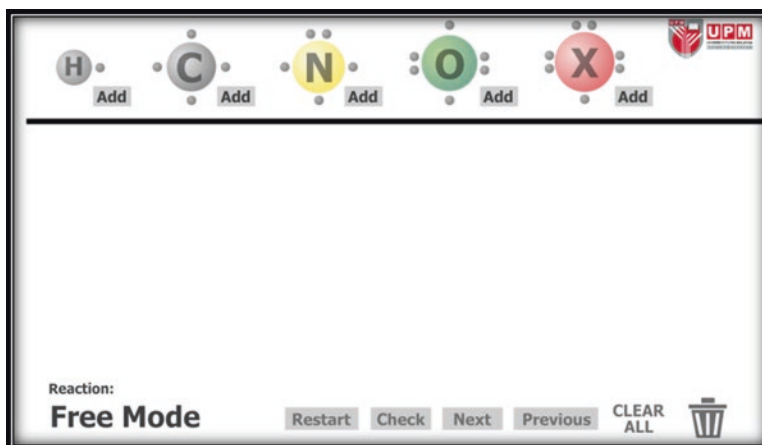 H C N O X UPM
Add Add Add Add Add
Reaction:
Free Mode
Restart Check Next Previous CLEAR ALL